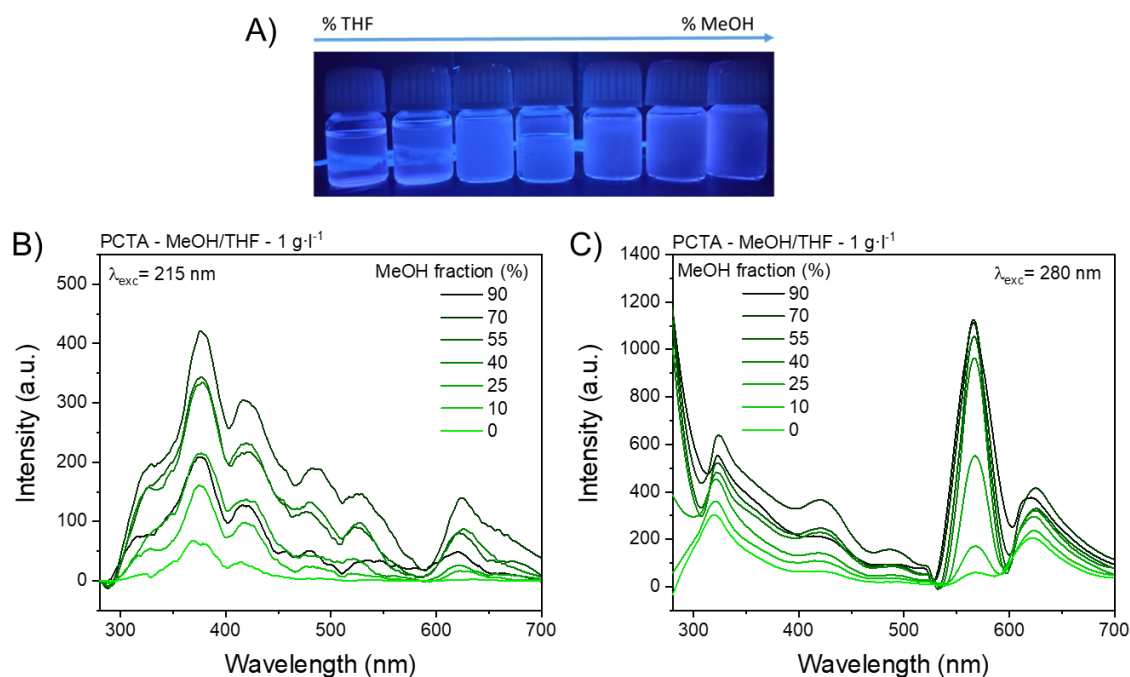 A)
% THF
% MeOH
B)
PCTA - MeOH/THF - 1 g·l⁻¹
λexc= 215 nm
MeOH fraction (%)
90
70
55
40
25
10
0
500
400
300
200
100
0
Intensity (a.u.)
300
400
500
600
700
Wavelength (nm)
C)
PCTA - MeOH/THF - 1 g·l⁻¹
MeOH fraction (%)
λexc= 280 nm
90
70
55
40
25
10
0
1400
1200
1000
800
600
400
200
0
Intensity (a.u.)
300
400
500
600
700
Wavelength (nm)